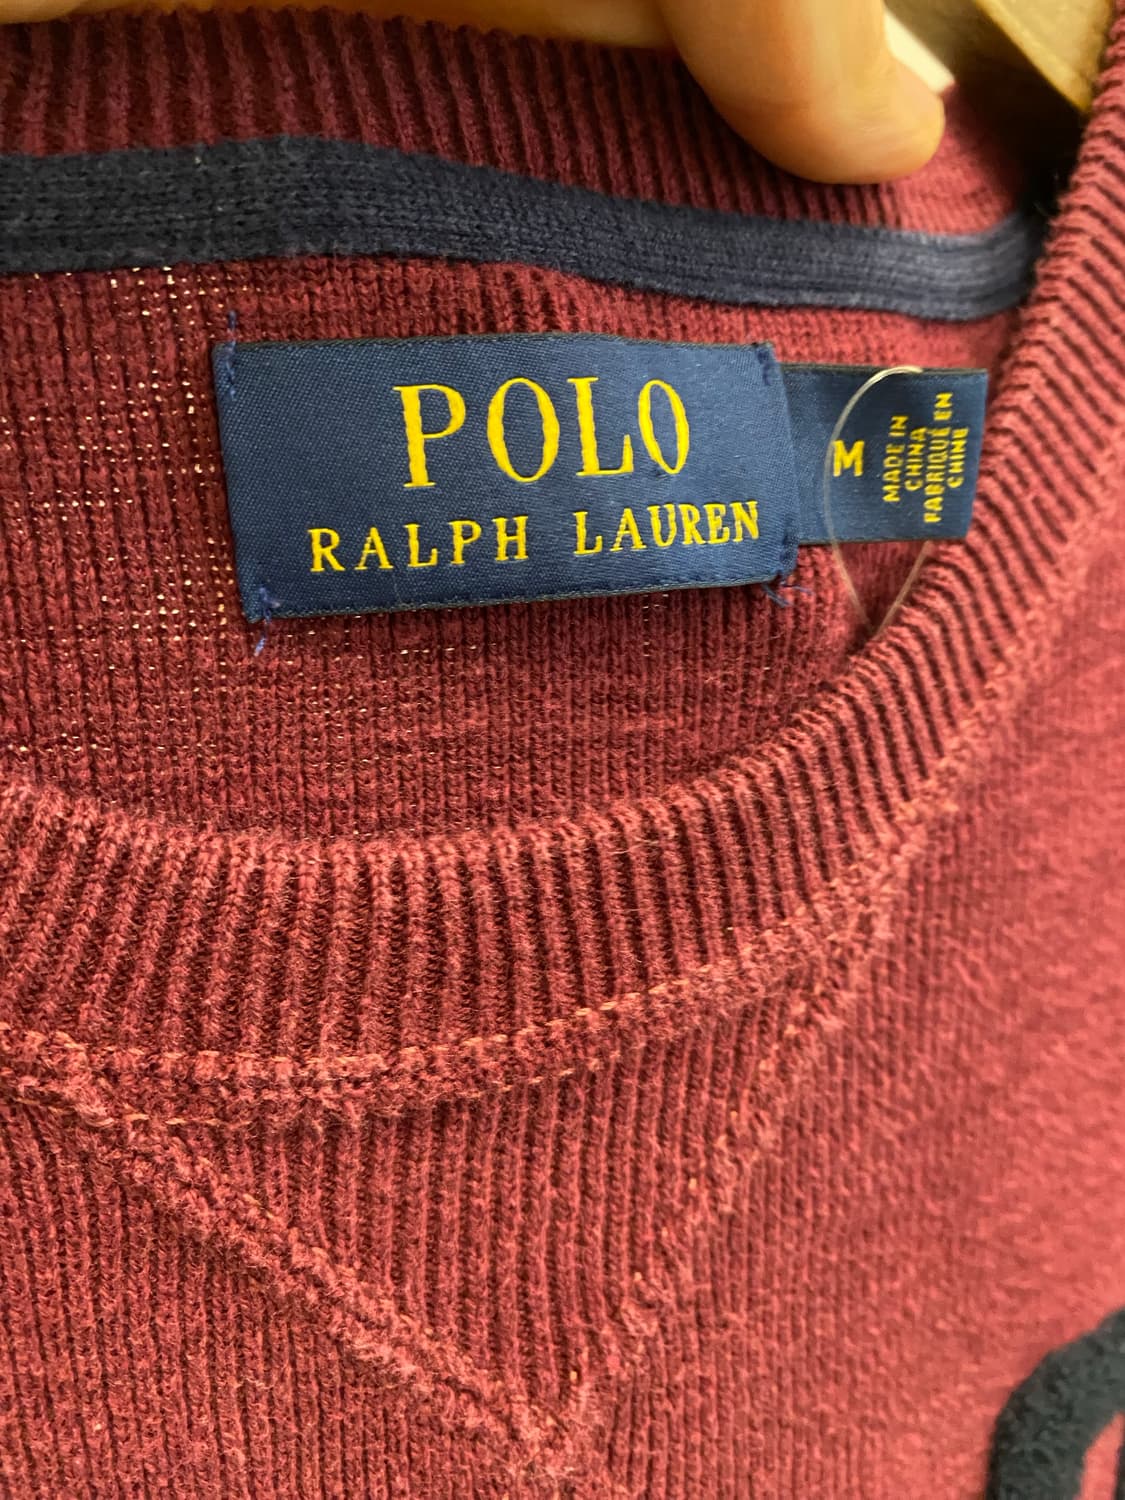 POLO
RALPH LAUREN
M
MADE IN
CHINA
FABRIQUÉ EN
CHINE